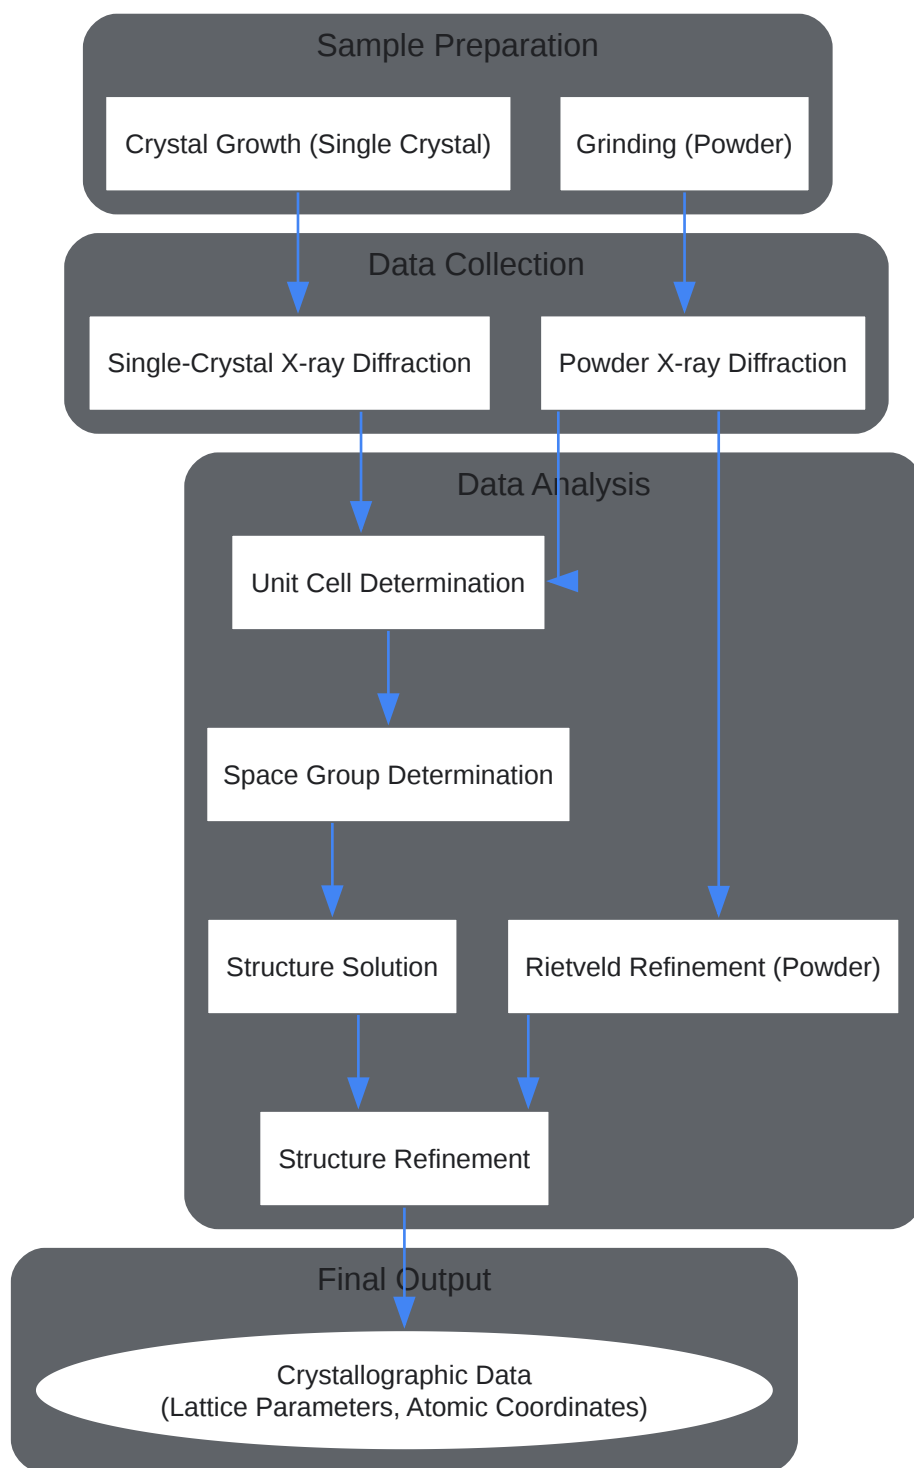 Sample Preparation
Crystal Growth (Single Crystal)
Grinding (Powder)
Data Collection
Single-Crystal X-ray Diffraction
Powder X-ray Diffraction
Data Analysis
Unit Cell Determination
Space Group Determination
Structure Solution
Rietveld Refinement (Powder)
Structure Refinement
Final Output
Crystallographic Data
(Lattice Parameters, Atomic Coordinates)